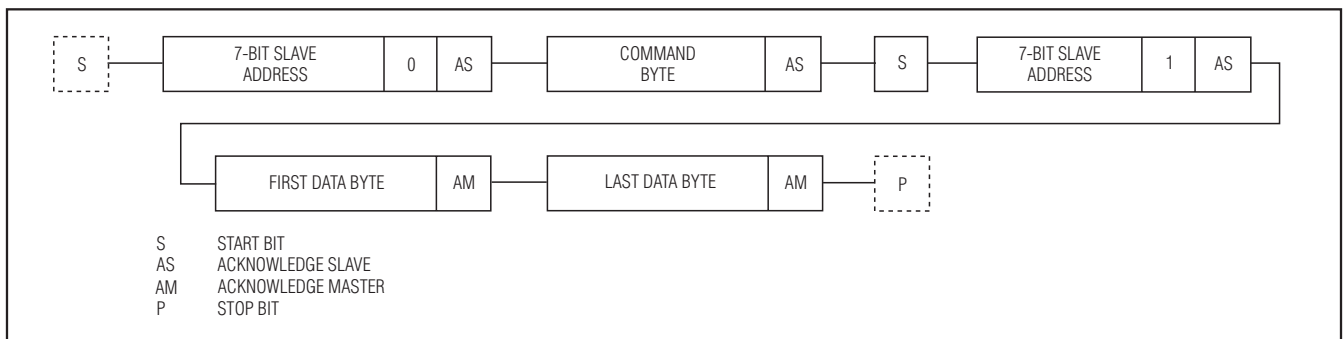 S
7-BIT SLAVE
ADDRESS
0
AS
COMMAND
BYTE
AS
S
7-BIT SLAVE
ADDRESS
1
AS
FIRST DATA BYTE
AM
LAST DATA BYTE
AM
P
S START BIT
AS ACKNOWLEDGE SLAVE
AM ACKNOWLEDGE MASTER
P STOP BIT